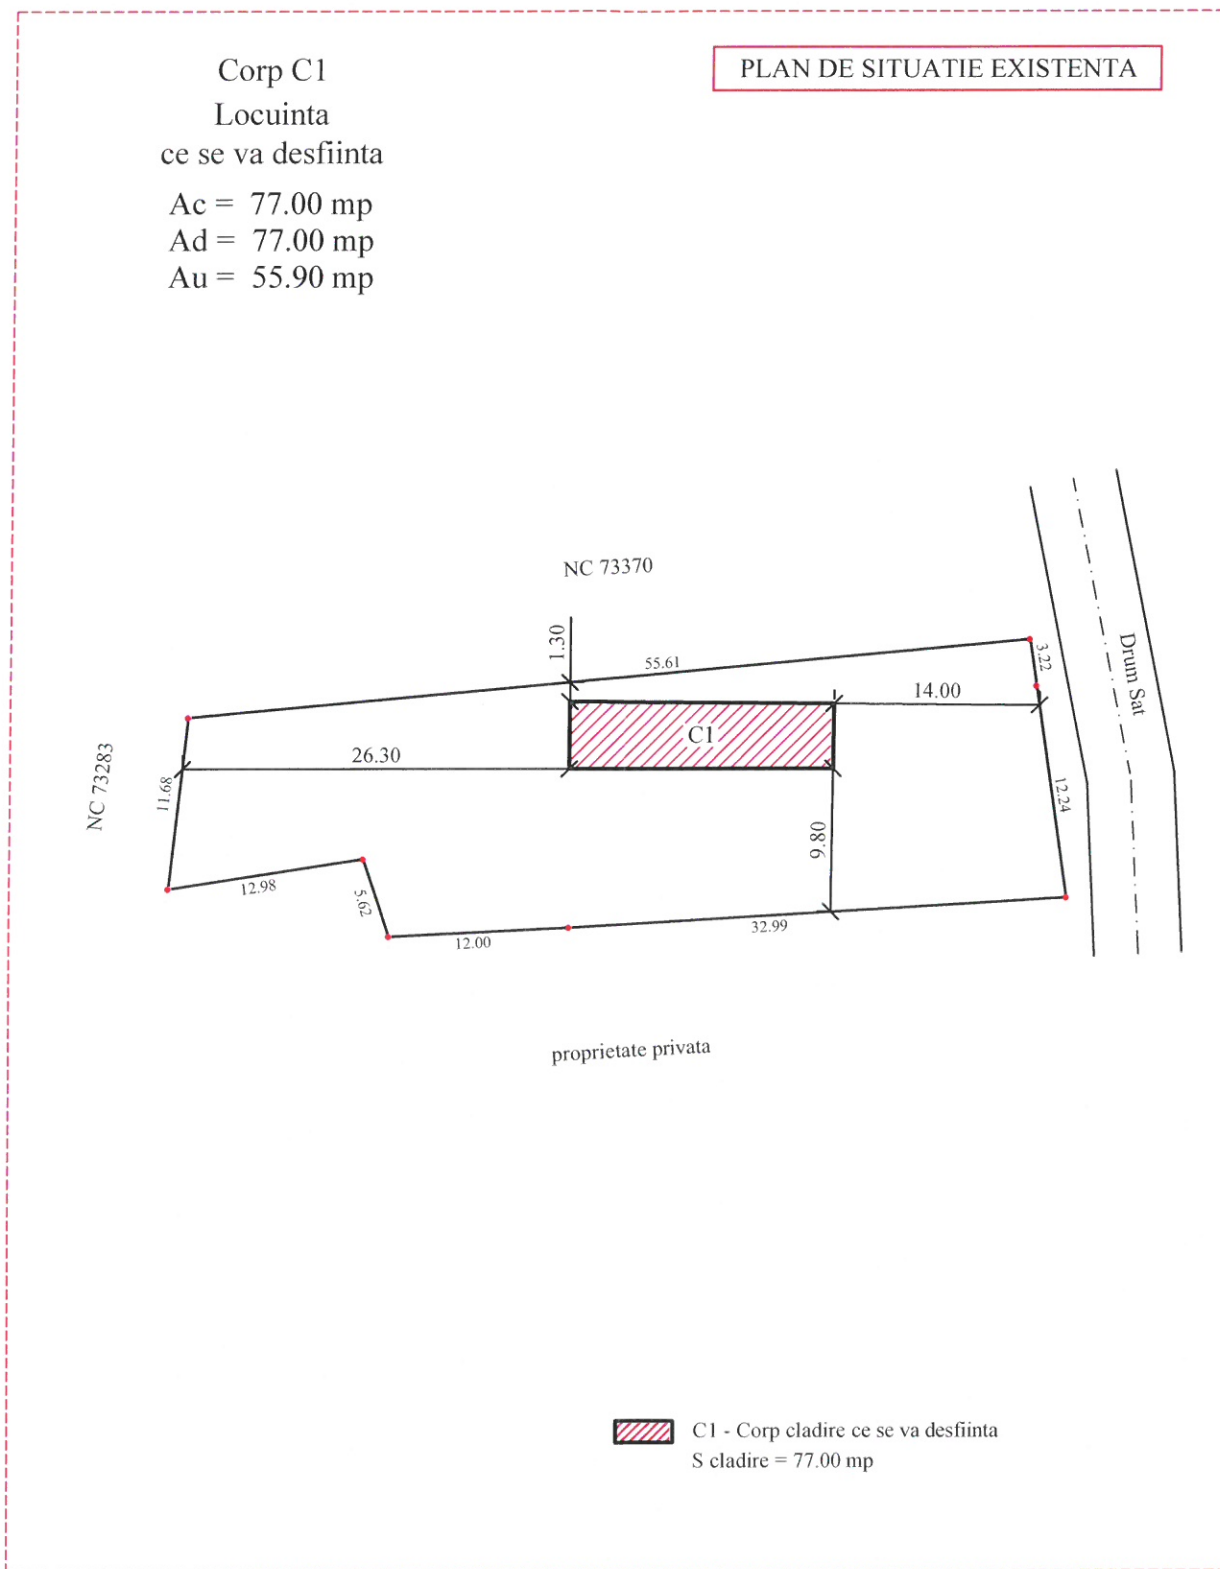 Corp C1
Locuinta
ce se va desfiinta
Ac = 77.00 mp
Ad = 77.00 mp
Au = 55.90 mp
PLAN DE SITUATIE EXISTENTA
NC 73370
1.30
55.61
3.22
14.00
Drum Sat
C1
26.30
NC 73283
11.68
12.24
9.80
12.98
5.62
12.00
32.99
proprietate privata
C1 - Corp cladire ce se va desfiinta
S cladire = 77.00 mp